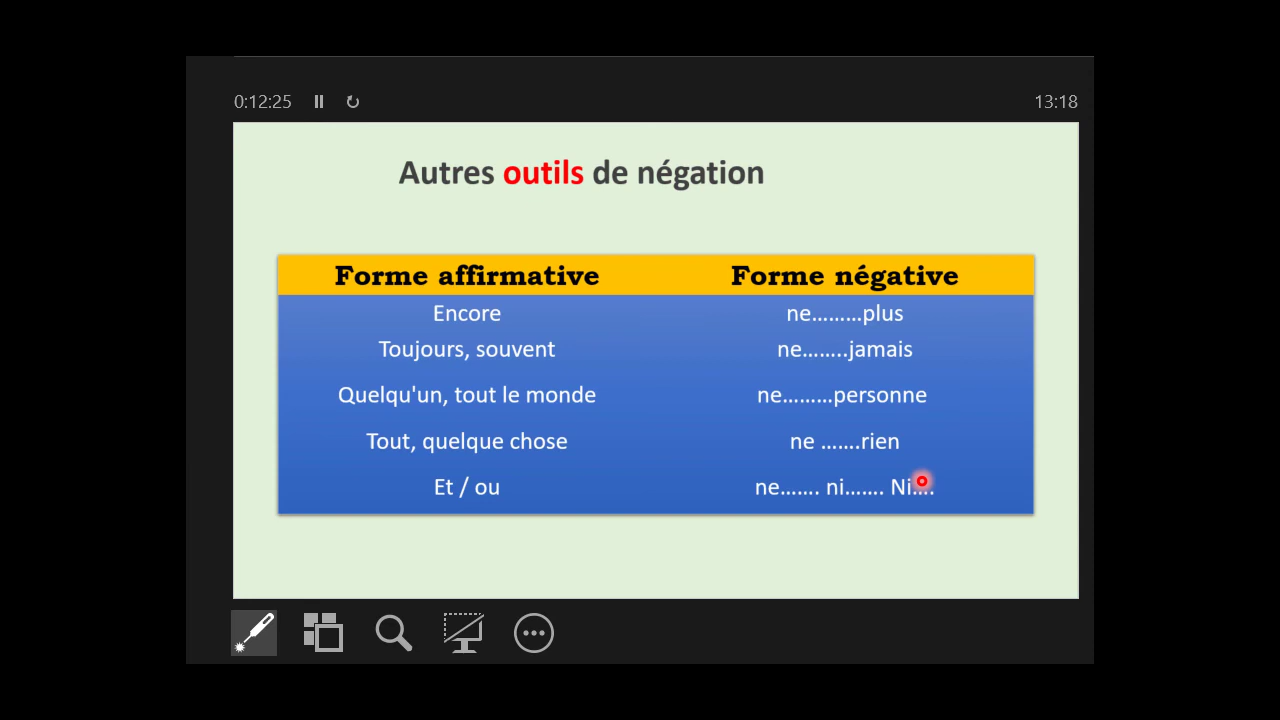 0:12:25 13:18
Autres outils de négation
Forme affirmative Forme négative
Encore ne.........plus
Toujours, souvent ne........jamais
Quelqu'un, tout le monde ne.........personne
Tout, quelque chose ne .......rien
Et / ou ne....... ni....... Ni....